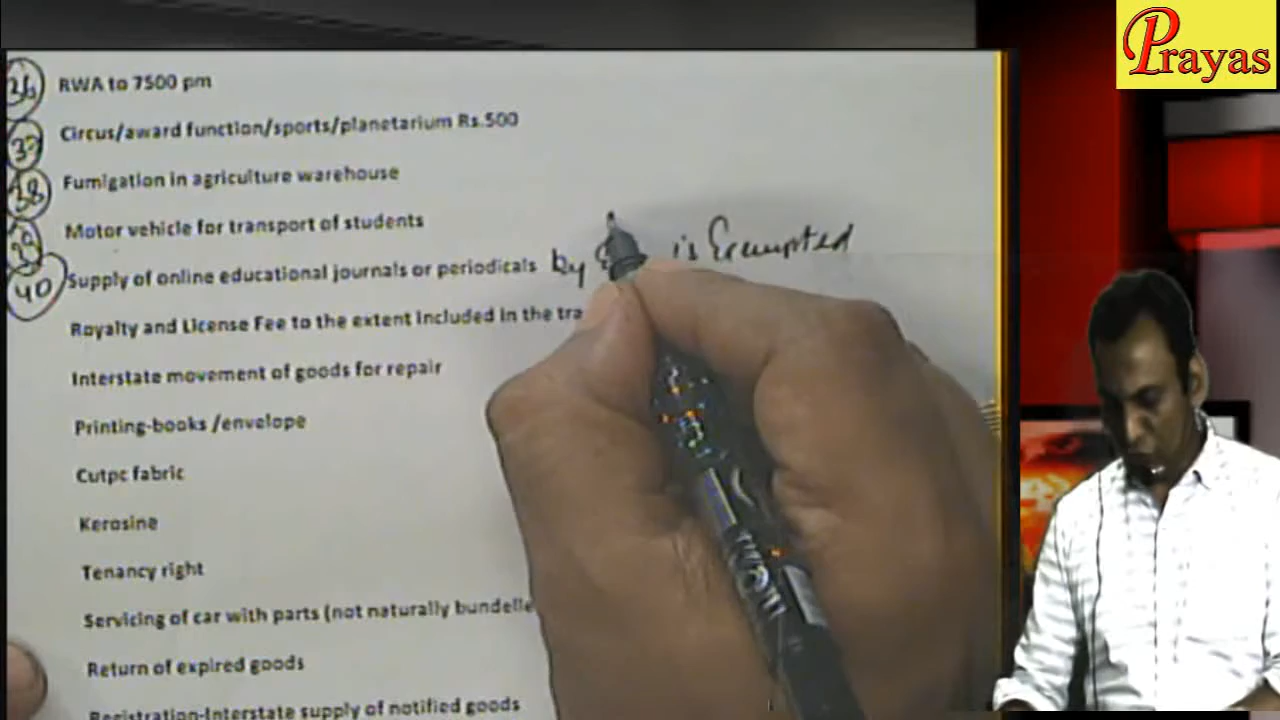 Prayas
36 RWA to 7500 pm
37 Circus/award function/sports/planetarium Rs.500
38 Fumigation in agriculture warehouse
39 Motor vehicle for transport of students
40 Supply of online educational journals or periodicals by is Exempted
Royalty and License Fee to the extent included in the tra
Interstate movement of goods for repair
Printing-books /envelope
Cutpc fabric
Kerosine
Tenancy right
Servicing of car with parts (not naturally bundelle
Return of expired goods
Registration-Interstate supply of notified goods